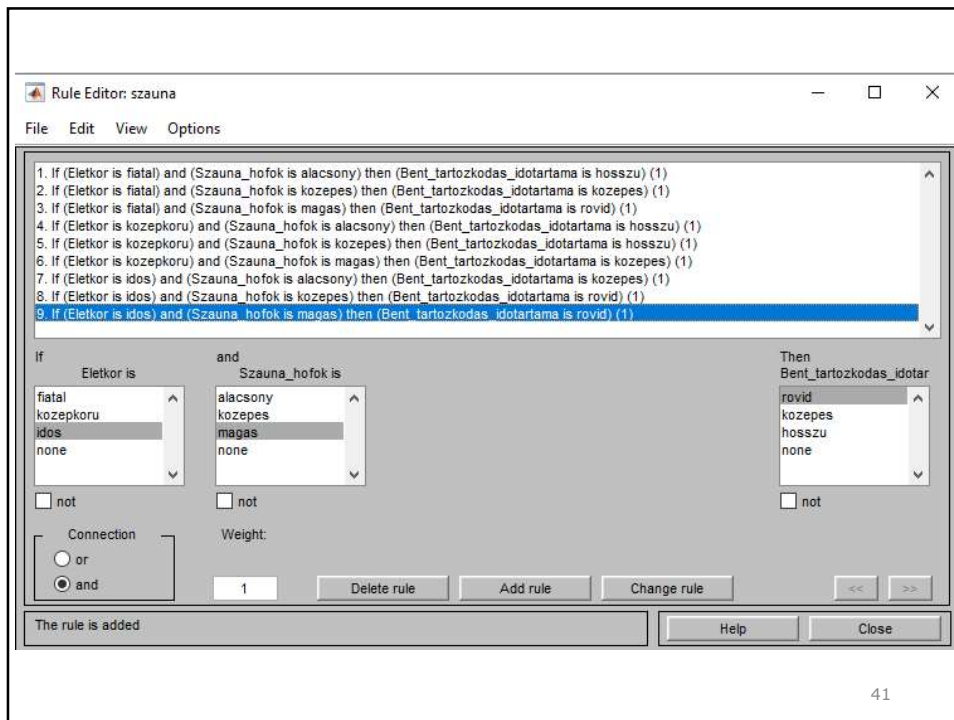 Rule Editor: szauna
File Edit View Options
1. If (Eletkor is fiatal) and (Szauna_hofok is alacsony) then (Bent_tartozkodas_idotartama is hosszu) (1)
2. If (Eletkor is fiatal) and (Szauna_hofok is kozepes) then (Bent_tartozkodas_idotartama is kozepes) (1)
3. If (Eletkor is fiatal) and (Szauna_hofok is magas) then (Bent_tartozkodas_idotartama is rovid) (1)
4. If (Eletkor is kozepkoru) and (Szauna_hofok is alacsony) then (Bent_tartozkodas_idotartama is hosszu) (1)
5. If (Eletkor is kozepkoru) and (Szauna_hofok is kozepes) then (Bent_tartozkodas_idotartama is hosszu) (1)
6. If (Eletkor is kozepkoru) and (Szauna_hofok is magas) then (Bent_tartozkodas_idotartama is kozepes) (1)
7. If (Eletkor is idos) and (Szauna_hofok is alacsony) then (Bent_tartozkodas_idotartama is kozepes) (1)
8. If (Eletkor is idos) and (Szauna_hofok is kozepes) then (Bent_tartozkodas_idotartama is rovid) (1)
9. If (Eletkor is idos) and (Szauna_hofok is magas) then (Bent_tartozkodas_idotartama is rovid) (1)
If and Then
Eletkor is Szauna_hofok is Bent_tartozkodas_idotar
fiatal alacsony rovid
kozepkoru kozepes kozepes
idos magas hosszu
none none none
not not not
Connection Weight:
or
and 1 Delete rule Add rule Change rule << >>
The rule is added Help Close
41